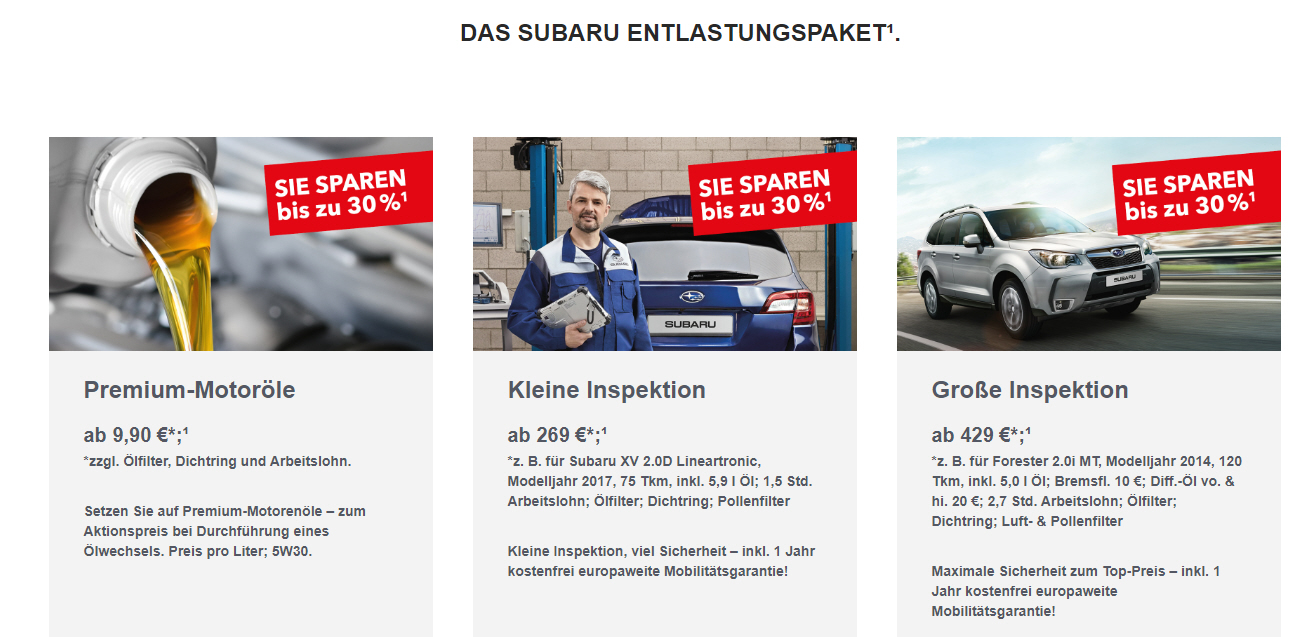 DAS SUBARU ENTLASTUNGSPAKET¹.
SIE SPAREN
bis zu 30 %¹
Premium-Motoröle
ab 9,90 €*;¹
*zzgl. Ölfilter, Dichtring und Arbeitslohn.
Setzen Sie auf Premium-Motorenöle – zum
Aktionspreis bei Durchführung eines
Ölwechsels. Preis pro Liter; 5W30.
SIE SPAREN
bis zu 30 %¹
SUBARU
SUBARU
Kleine Inspektion
ab 269 €*;¹
*z. B. für Subaru XV 2.0D Lineartronic,
Modelljahr 2017, 75 Tkm, inkl. 5,9 l Öl; 1,5 Std.
Arbeitslohn; Ölfilter; Dichtring; Pollenfilter
Kleine Inspektion, viel Sicherheit – inkl. 1 Jahr
kostenfrei europaweite Mobilitätsgarantie!
SIE SPAREN
bis zu 30 %¹
SUBARU
Große Inspektion
ab 429 €*;¹
*z. B. für Forester 2.0i MT, Modelljahr 2014, 120
Tkm, inkl. 5,0 l Öl; Bremsfl. 10 €; Diff.-Öl vo. &
hi. 20 €; 2,7 Std. Arbeitslohn; Ölfilter;
Dichtring; Luft- & Pollenfilter
Maximale Sicherheit zum Top-Preis – inkl. 1
Jahr kostenfrei europaweite
Mobilitätsgarantie!